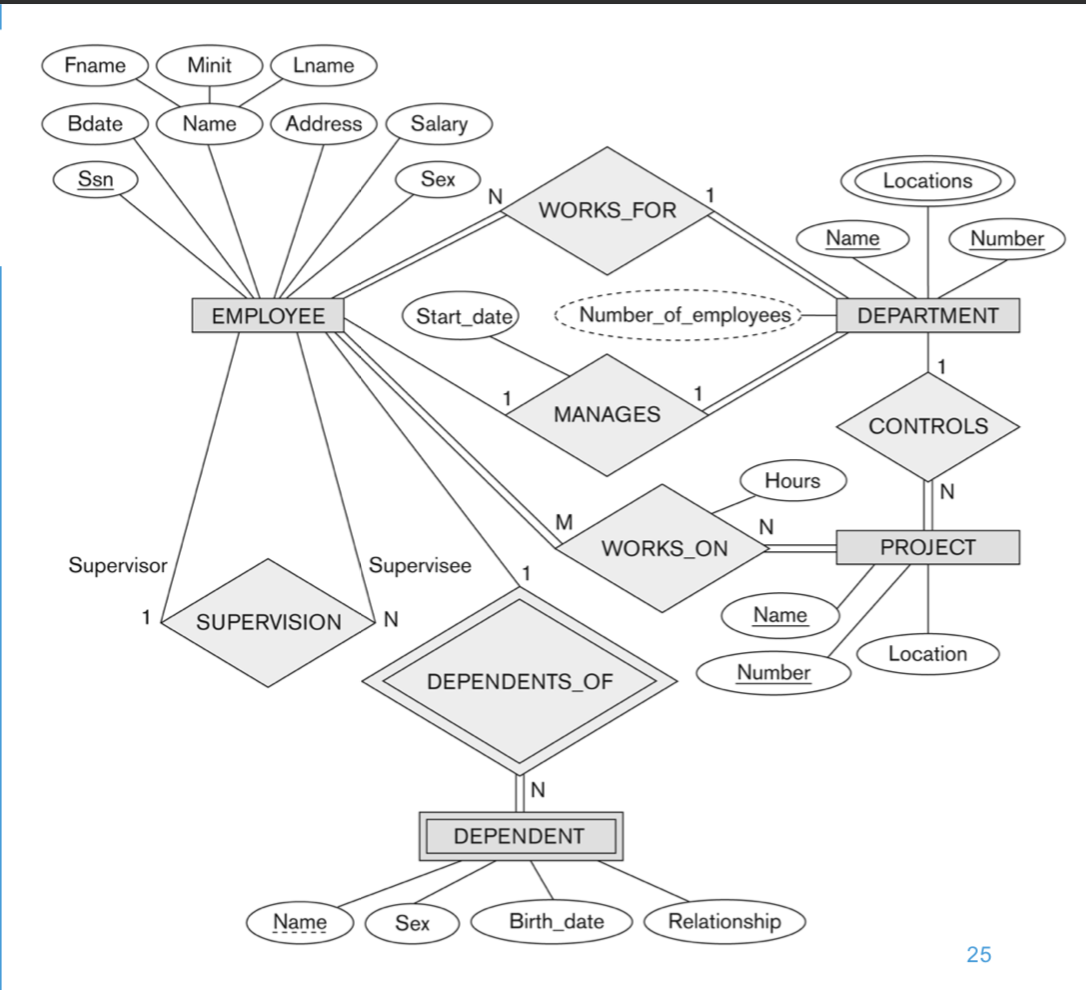 Fname Minit Lname
Bdate Name Address Salary
Ssn Sex
N WORKS_FOR 1
Locations
Name Number
EMPLOYEE Start_date Number_of_employees DEPARTMENT
1 MANAGES 1
1
CONTROLS
N
Hours
M WORKS_ON N PROJECT
Supervisor Supervisee
1 SUPERVISION N
1
Name
Number Location
DEPENDENTS_OF
N
DEPENDENT
Name Sex Birth_date Relationship
25